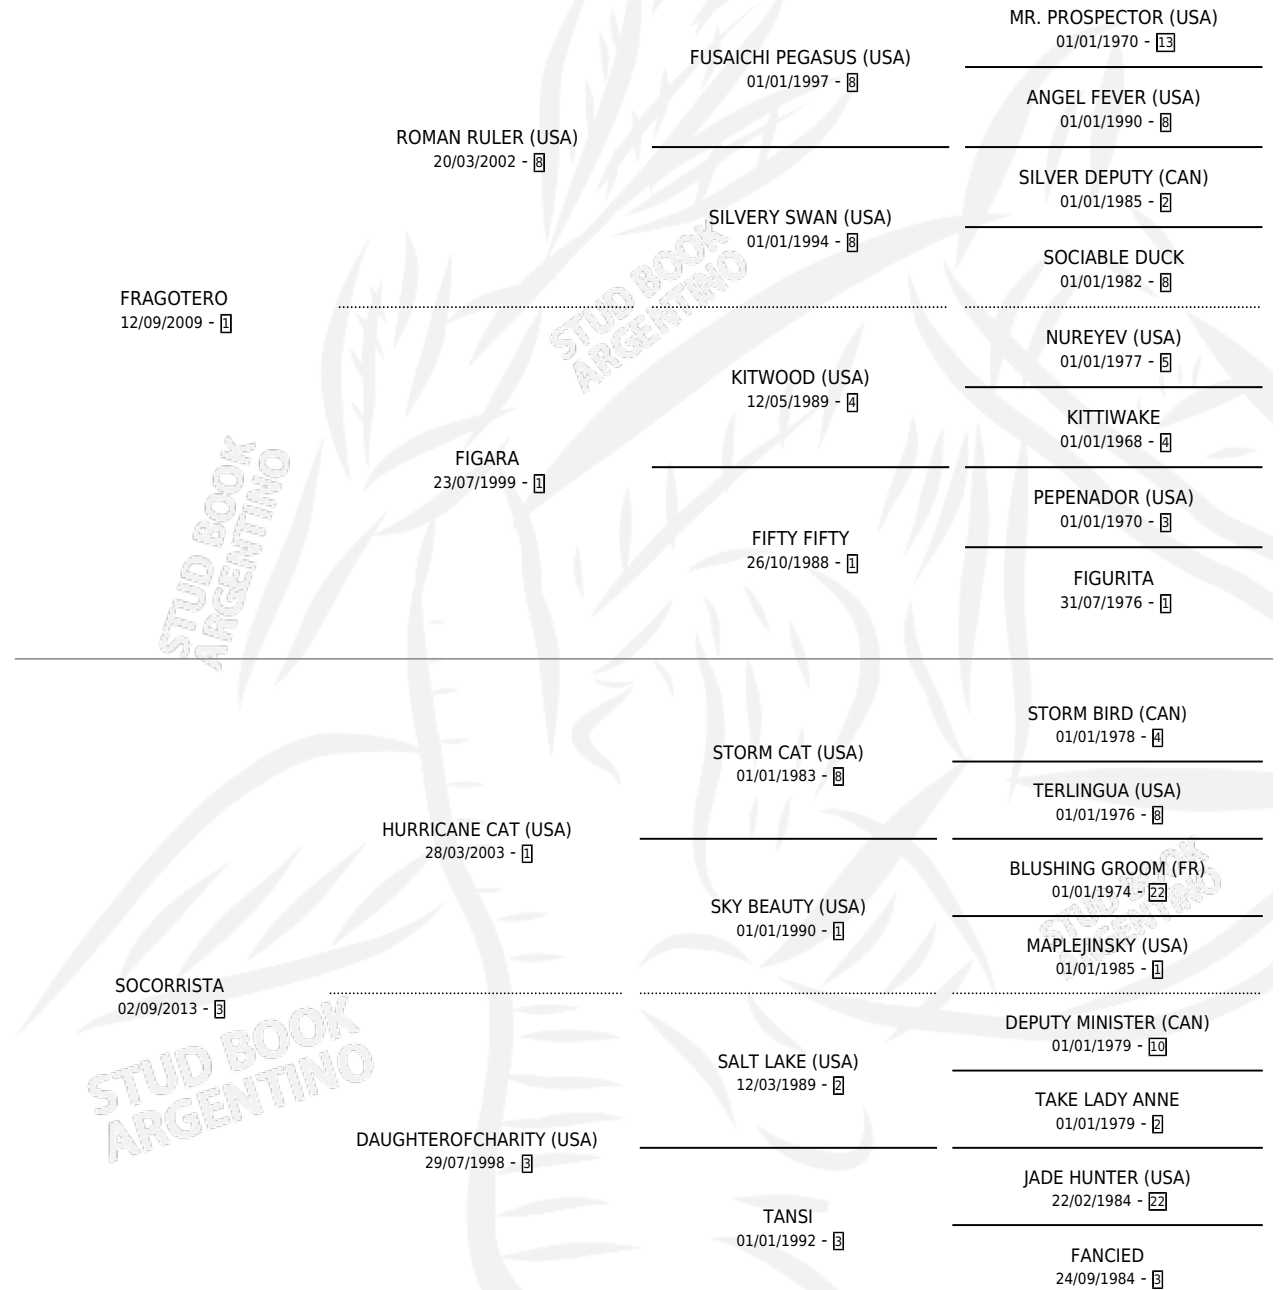 MR. PROSPECTOR (USA)
01/01/1970 - 13
FUSAICHI PEGASUS (USA)
01/01/1997 - 8
ANGEL FEVER (USA)
01/01/1990 - 8
ROMAN RULER (USA)
20/03/2002 - 8
SILVER DEPUTY (CAN)
01/01/1985 - 2
SILVERY SWAN (USA)
01/01/1994 - 8
SOCIABLE DUCK
01/01/1982 - 8
STUD BOOK
ARGENTINO
FRAGOTERO
12/09/2009 - 1
NUREYEV (USA)
01/01/1977 - 5
KITWOOD (USA)
12/05/1989 - 4
KITTIWAKE
01/01/1968 - 4
FIGARA
23/07/1999 - 1
PEPENADOR (USA)
01/01/1970 - 3
FIFTY FIFTY
26/10/1988 - 1
FIGURITA
31/07/1976 - 1
STUD BOOK
ARGENTINO
STORM BIRD (CAN)
01/01/1978 - 4
STORM CAT (USA)
01/01/1983 - 8
TERLINGUA (USA)
01/01/1976 - 8
HURRICANE CAT (USA)
28/03/2003 - 1
BLUSHING GROOM (FR)
01/01/1974 - 22
STUD BOOK
ARGENTINO
SKY BEAUTY (USA)
01/01/1990 - 1
MAPLEJINSKY (USA)
01/01/1985 - 1
SOCORRISTA
02/09/2013 - 3
STUD BOOK
ARGENTINO
DEPUTY MINISTER (CAN)
01/01/1979 - 10
SALT LAKE (USA)
12/03/1989 - 2
TAKE LADY ANNE
01/01/1979 - 2
DAUGHTEROFCHARITY (USA)
29/07/1998 - 3
JADE HUNTER (USA)
22/02/1984 - 22
TANSI
01/01/1992 - 3
FANCIED
24/09/1984 - 3